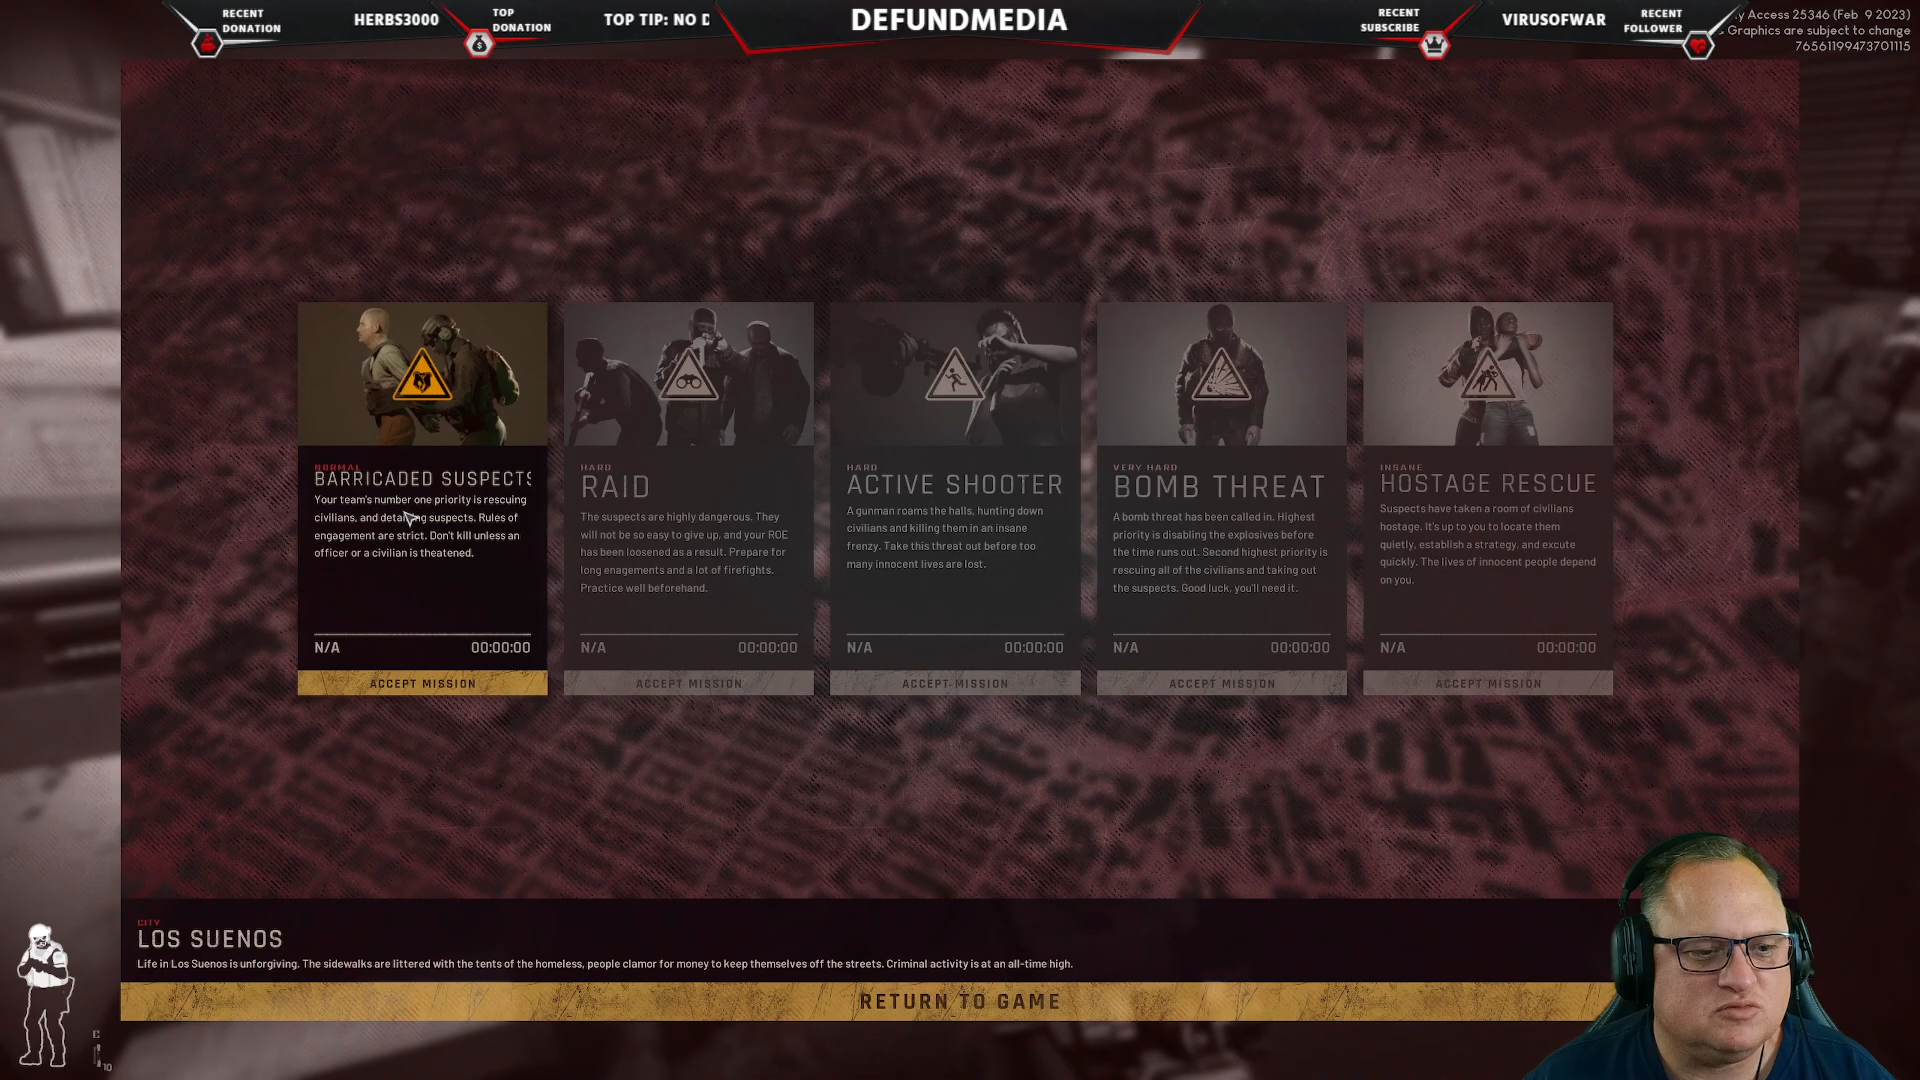 RECENT
DONATION
HERBS3000
TOP
DONATION
TOP TIP: NO D
DEFUNDMEDIA
RECENT
SUBSCRIBE
VIRUSOFWAR
RECENT
FOLLOWER
y Access 25346 (Feb 9 2023)
Graphics are subject to change
76561199473701115
NORMAL
BARRICADED SUSPECTS
Your team's number one priority is rescuing
civilians, and detaining suspects. Rules of
engagement are strict. Don't kill unless an
officer or a civilian is theatened.
N/A 00:00:00
ACCEPT MISSION
HARD
RAID
The suspects are highly dangerous. They
will not be so easy to give up, and your ROE
has been loosened as a result. Prepare for
long enagements and a lot of firefights.
Practice well beforehand.
N/A 00:00:00
ACCEPT MISSION
HARD
ACTIVE SHOOTER
A gunman roams the halls, hunting down
civilians and killing them in an insane
frenzy. Take this threat out before too
many innocent lives are lost.
N/A 00:00:00
ACCEPT MISSION
VERY HARD
BOMB THREAT
A bomb threat has been called in. Highest
priority is disabling the explosives before
the time runs out. Second highest priority is
rescuing all of the civilians and taking out
the suspects. Good luck, you'll need it.
N/A 00:00:00
ACCEPT MISSION
INSANE
HOSTAGE RESCUE
Suspects have taken a room of civilians
hostage. It's up to you to locate them
quietly, establish a strategy, and excute
quickly. The lives of innocent people depend
on you.
N/A 00:00:00
ACCEPT MISSION
CITY
LOS SUENOS
Life in Los Suenos is unforgiving. The sidewalks are littered with the tents of the homeless, people clamor for money to keep themselves off the streets. Criminal activity is at an all-time high.
RETURN TO GAME
10